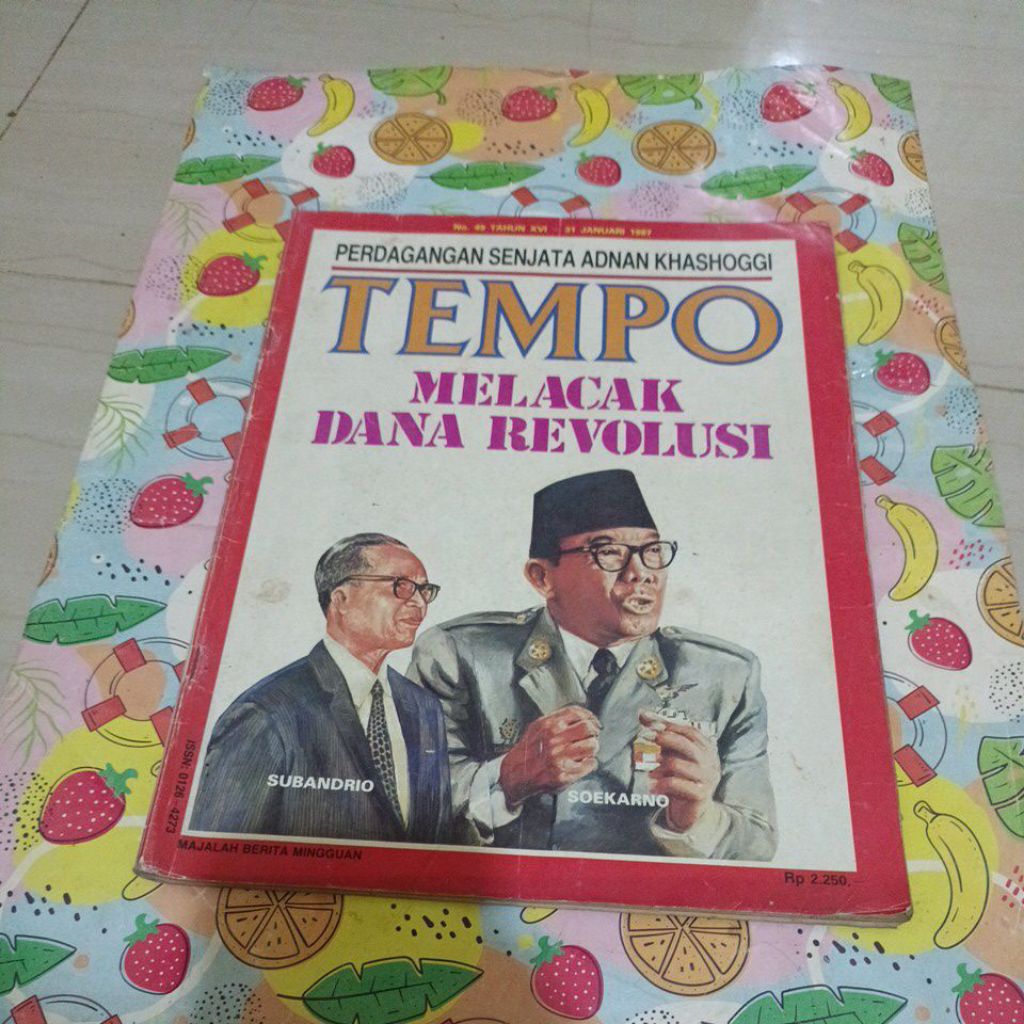 No. 49 TAHUN XVI - 31 JANUARI 1987
PERDAGANGAN SENJATA ADNAN KHASHOGGI
TEMPO
MELACAK
DANA REVOLUSI
SUBANDRIO
SOEKARNO
ISSN: 0126-4273
MAJALAH BERITA MINGGUAN
Rp 2.250,-